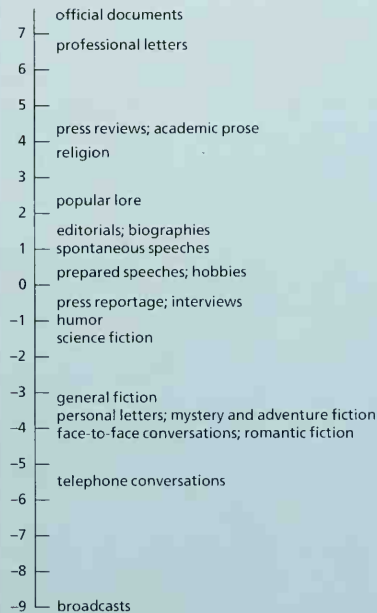 official documents
7
professional letters
6
5
press reviews; academic prose
4
religion
3
popular lore
2
editorials; biographies
1 spontaneous speeches
prepared speeches; hobbies
0
press reportage; interviews
-1 humor
science fiction
-2
-3
general fiction
personal letters; mystery and adventure fiction
-4 face-to-face conversations; romantic fiction
-5
telephone conversations
-6
-7
-8
-9 broadcasts